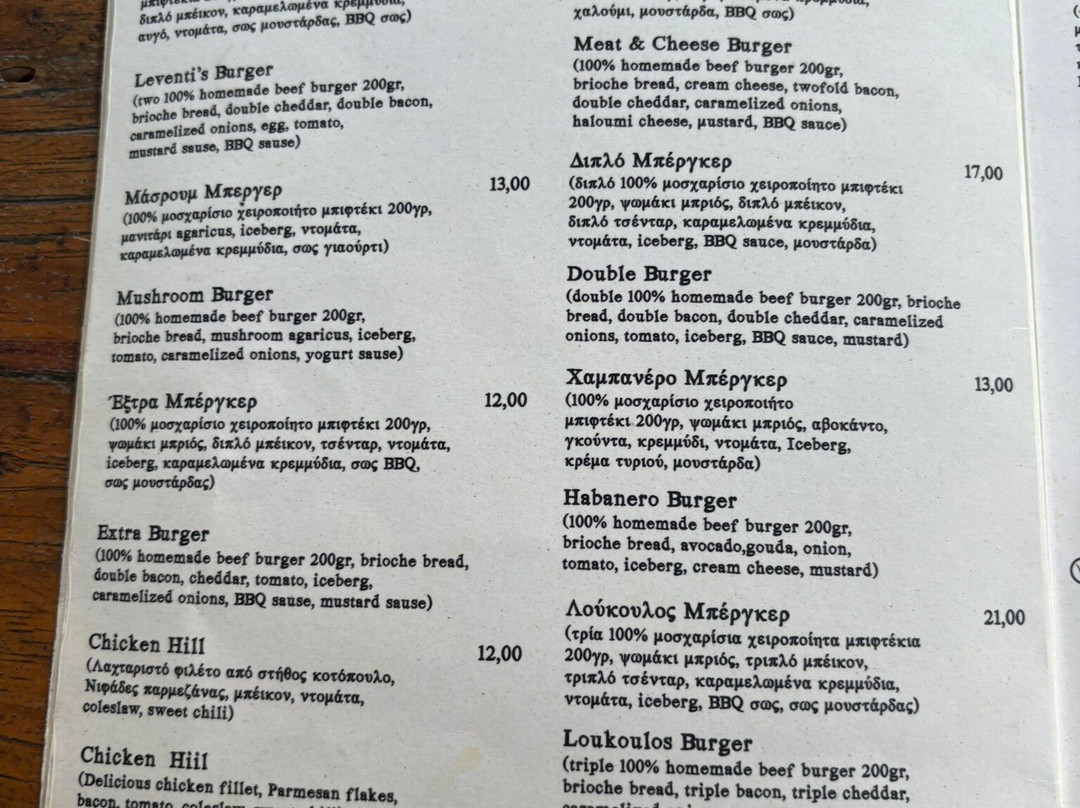 διπλό μπέικον, καραμελωμένα κρεμμύδια,
αυγό, ντομάτα, σως μουστάρδας, BBQ σως)
Leventi's Burger
(two 100% homemade beef burger 200gr,
brioche bread, double cheddar, double bacon,
caramelized onions, egg, tomato,
mustard sause, BBQ sause)
Μάσρουμ Μπεργερ 13,00
(100% μοσχαρίσιο χειροποιήτο μπιφτέκι 200γρ,
μανιτάρι agaricus, iceberg, ντομάτα,
καραμελωμένα κρεμμύδια, σως γιαούρτι)
Mushroom Burger
(100% homemade beef burger 200gr,
brioche bread, mushroom agaricus, iceberg,
tomato, caramelized onions, yogurt sause)
Έξτρα Μπέργκερ 12,00
(100% μοσχαρίσιο χειροποίητο μπιφτέκι 200γρ,
ψωμάκι μπριός, διπλό μπέικον, τσένταρ, ντομάτα,
iceberg, καραμελωμένα κρεμμύδια, σως BBQ,
σως μουστάρδας)
Extra Burger
(100% homemade beef burger 200gr, brioche bread,
double bacon, cheddar, tomato, iceberg,
caramelized onions, BBQ sause, mustard sause)
Chicken Hill 12,00
(Λαχταριστό φιλέτο από στήθος κοτόπουλο,
Νιφάδες παρμεζάνας, μπέικον, ντομάτα,
coleslaw, sweet chili)
Chicken Hiil
(Delicious chicken fillet, Parmesan flakes,
bacon, tomato, coleslaw,
χαλούμι, μουστάρδα, BBQ σως)
Meat & Cheese Burger
(100% homemade beef burger 200gr,
brioche bread, cream cheese, twofold bacon,
double cheddar, caramelized onions,
haloumi cheese, mustard, BBQ sauce)
Διπλό Μπέργκερ 17,00
(διπλό 100% μοσχαρίσιο χειροποίητο μπιφτέκι
200γρ, ψωμάκι μπριός, διπλό μπέικον,
διπλό τσένταρ, καραμελωμένα κρεμμύδια,
ντομάτα, iceberg, BBQ sauce, μουστάρδα)
Double Burger
(double 100% homemade beef burger 200gr, brioche
bread, double bacon, double cheddar, caramelized
onions, tomato, iceberg, BBQ sauce, mustard)
Χαμπανέρο Μπέργκερ 13,00
(100% μοσχαρίσιο χειροποιήτο
μπιφτέκι 200γρ, ψωμάκι μπριός, αβοκάντο,
γκούντα, κρεμμύδι, ντομάτα, Iceberg,
κρέμα τυριού, μουστάρδα)
Habanero Burger
(100% homemade beef burger 200gr,
brioche bread, avocado,gouda, onion,
tomato, iceberg, cream cheese, mustard)
Λούκουλος Μπέργκερ 21,00
(τρία 100% μοσχαρίσια χειροποίητα μπιφτέκια
200γρ, ψωμάκι μπριός, τριπλό μπέικον,
τριπλό τσένταρ, καραμελωμένα κρεμμύδια,
ντομάτα, iceberg, BBQ σως, σως μουστάρδας)
Loukoulos Burger
(triple 100% homemade beef burger 200gr,
brioche bread, triple bacon, triple cheddar,